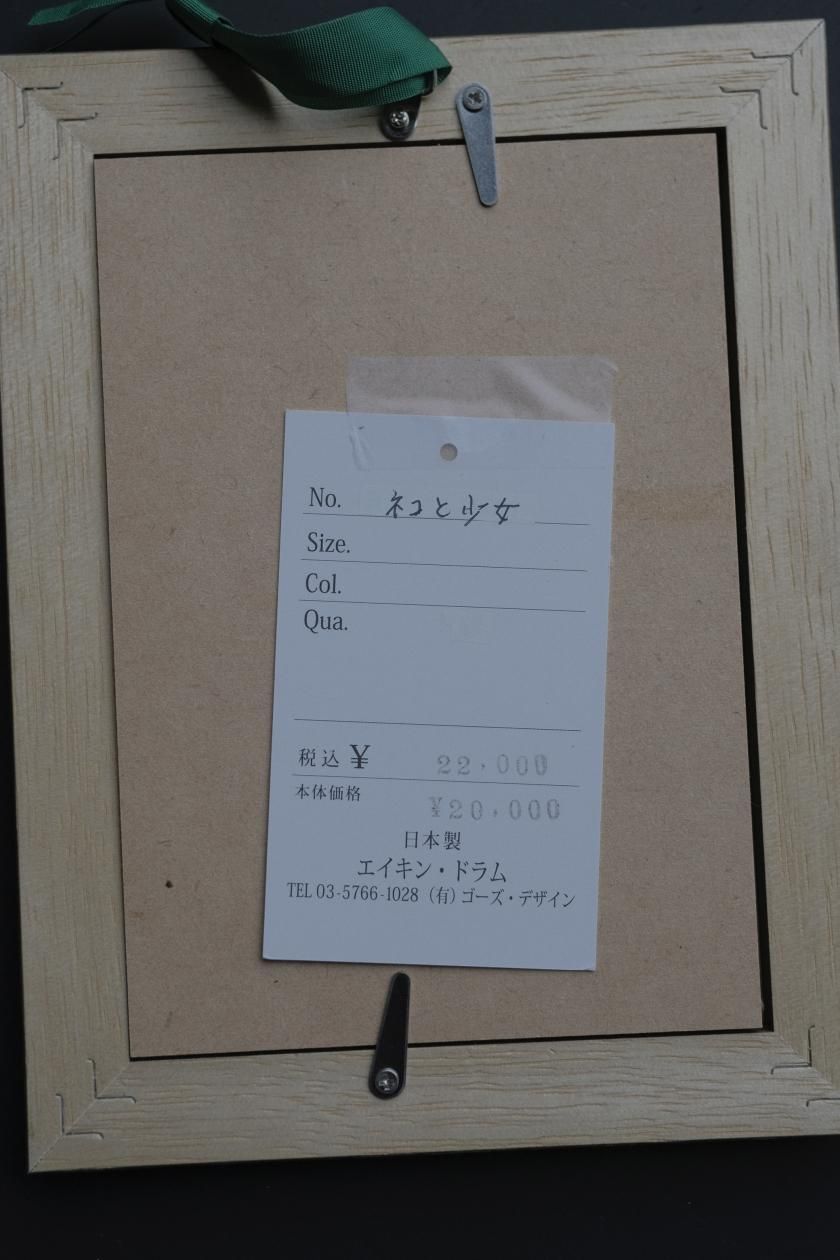 No. ネコと少女
Size.
Col.
Qua.
税込 ¥ 22,000
本体価格 ¥20,000
日本製
エイキン・ドラム
TEL 03-5766-1028 (有)ゴーズ・デザイン